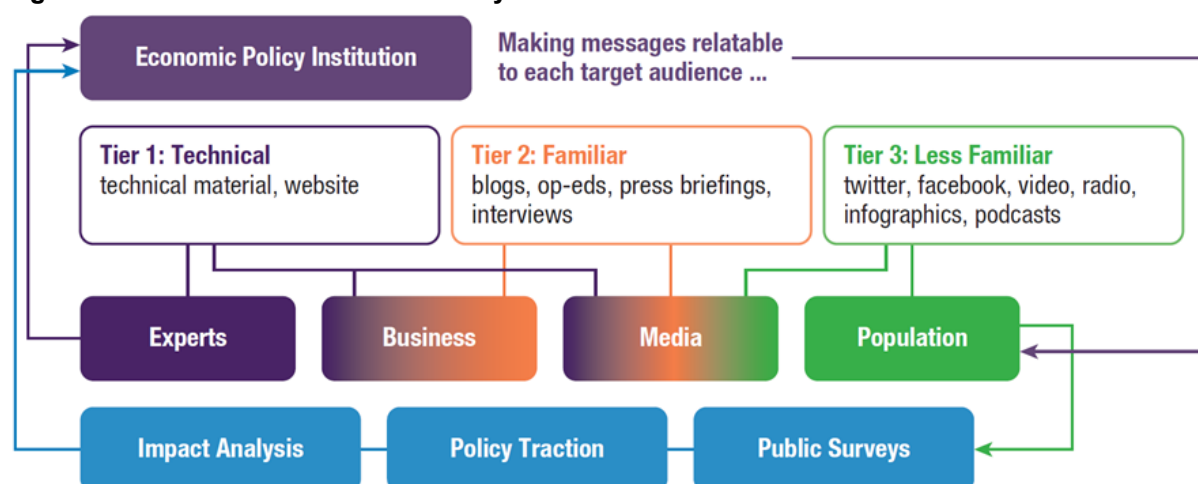 Economic Policy Institution
Making messages relatable
to each target audience ...
Tier 1: Technical
technical material, website
Tier 2: Familiar
blogs, op-eds, press briefings,
interviews
Tier 3: Less Familiar
twitter, facebook, video, radio,
infographics, podcasts
Experts
Business
Media
Population
Impact Analysis
Policy Traction
Public Surveys